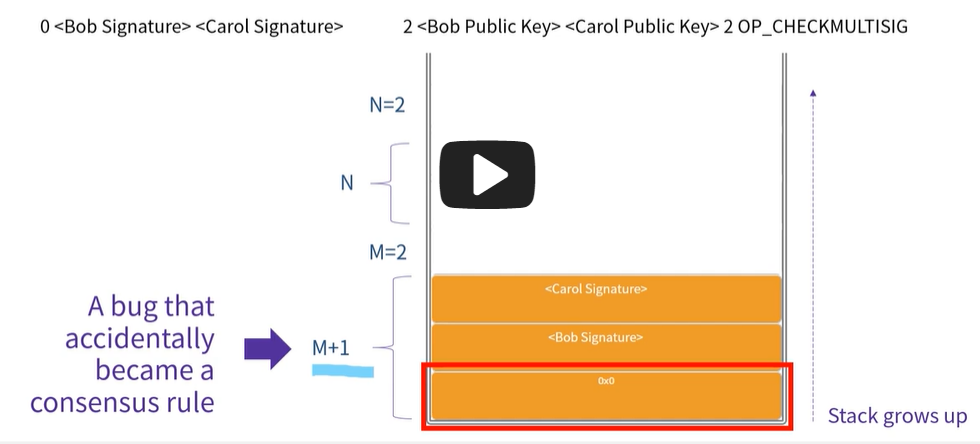 0 <Bob Signature> <Carol Signature> 2 <Bob Public Key> <Carol Public Key> 2 OP_CHECKMULTISIG
N=2
N
M=2
<Carol Signature>
A bug that
accidentally
became a
consensus rule
M+1
<Bob Signature>
0x0
Stack grows up